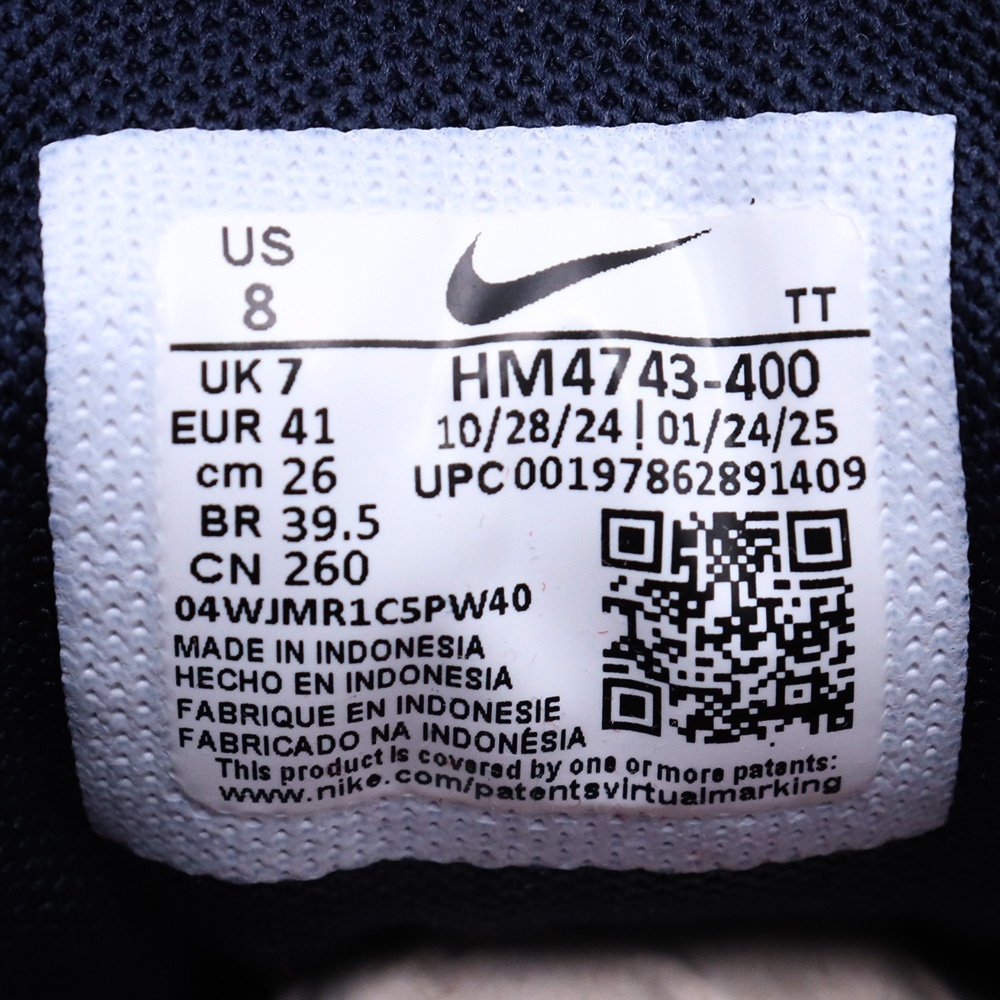 US
8
TT
UK 7
HM4743-400
EUR 41
10/28/24 | 01/24/25
cm 26
UPC001978628914​09
BR 39.5
CN 260
04WJMR1C5PW40
MADE IN INDONESIA
HECHO EN INDONESIA
FABRIQUE EN INDONESIE
FABRICADO NA INDONÉSIA
This product is covered by one or more patents:
www.nike.com/patentsvirtualmarking